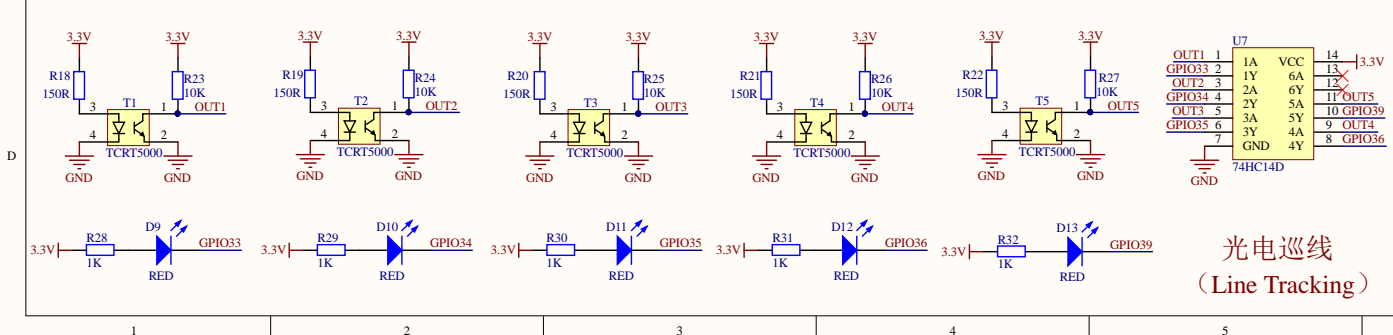 3.3V 3.3V 3.3V 3.3V 3.3V 3.3V 3.3V 3.3V 3.3V 3.3V
R18 150R R23 10K OUT1
3 T1 1
4 2
TCRT5000
GND GND
R19 150R R24 10K OUT2
3 T2 1
4 2
TCRT5000
GND GND
R20 150R R25 10K OUT3
3 T3 1
4 2
TCRT5000
GND GND
R21 150R R26 10K OUT4
3 T4 1
4 2
TCRT5000
GND GND
R22 150R R27 10K OUT5
3 T5 1
4 2
TCRT5000
GND GND
U7
OUT1 1 1A VCC 14 3.3V
GPIO33 2 1Y 6A 13
OUT2 3 2A 6Y 12
GPIO34 4 2Y 5A 11 OUT5
OUT3 5 3A 5Y 10 GPIO39
GPIO35 6 3Y 4A 9 OUT4
7 GND 4Y 8 GPIO36
GND
74HC14D
D
3.3V R28 1K D9 RED GPIO33
3.3V R29 1K D10 RED GPIO34
3.3V R30 1K D11 RED GPIO35
3.3V R31 1K D12 RED GPIO36
3.3V R32 1K D13 RED GPIO39
光电巡线
（Line Tracking）
1 2 3 4 5